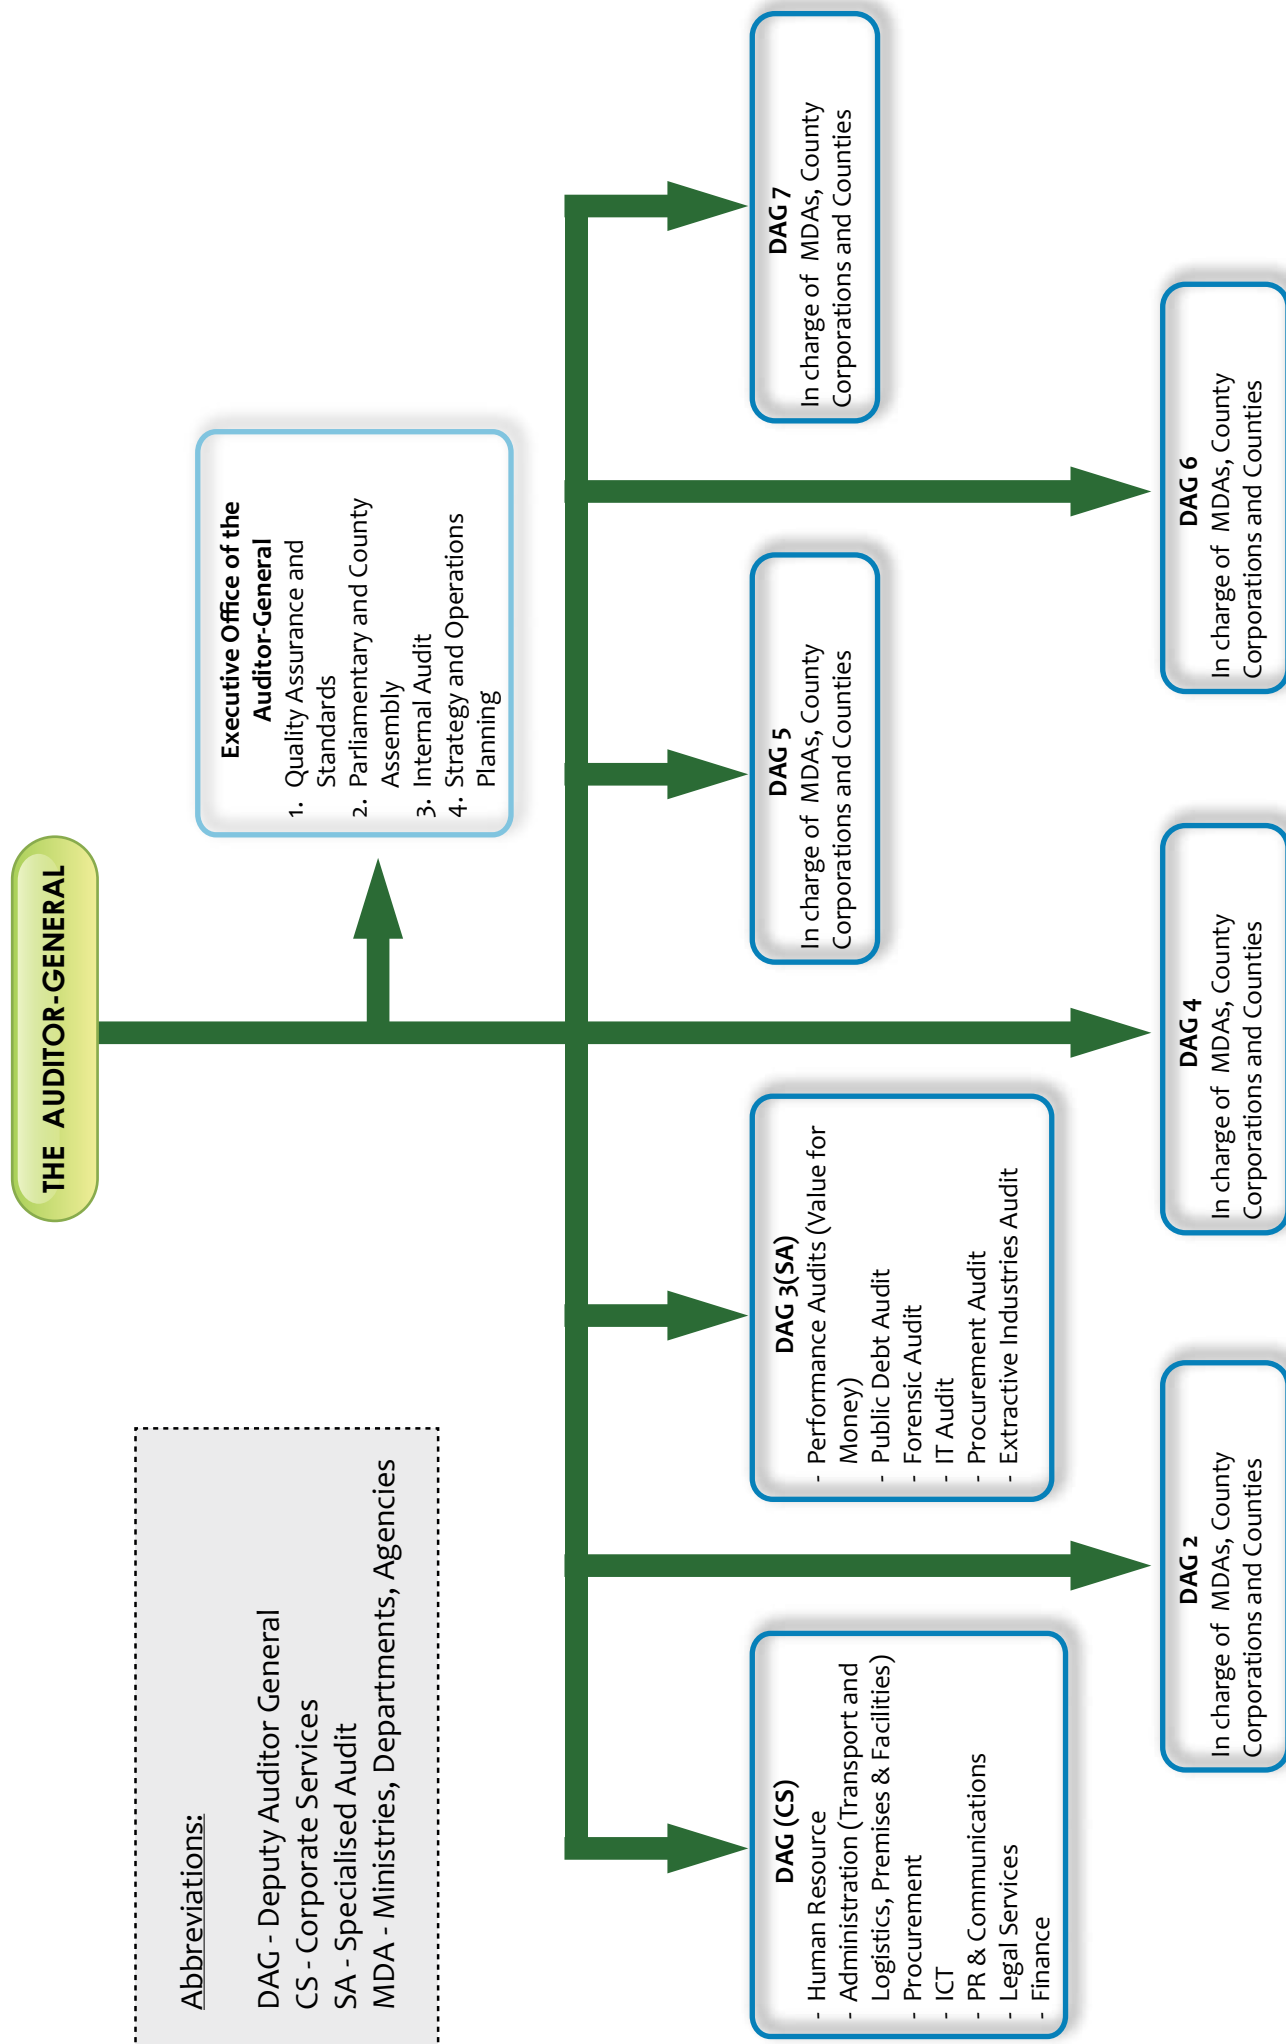 THE AUDITOR-GENERAL
Abbreviations:
DAG - Deputy Auditor General
CS - Corporate Services
SA - Specialised Audit
MDA - Ministries, Departments, Agencies
Executive Office of the
Auditor-General
1. Quality Assurance and
Standards
2. Parliamentary and County
Assembly
3. Internal Audit
4. Strategy and Operations
Planning
DAG (CS)
- Human Resource
- Administration (Transport and
Logistics, Premises & Facilities)
- Procurement
- ICT
- PR & Communications
- Legal Services
- Finance
DAG 3(SA)
- Performance Audits (Value for
Money)
- Public Debt Audit
- Forensic Audit
- IT Audit
- Procurement Audit
- Extractive Industries Audit
DAG 5
In charge of MDAs, County
Corporations and Counties
DAG 7
In charge of MDAs, County
Corporations and Counties
DAG 2
In charge of MDAs, County
Corporations and Counties
DAG 4
In charge of MDAs, County
Corporations and Counties
DAG 6
In charge of MDAs, County
Corporations and Counties